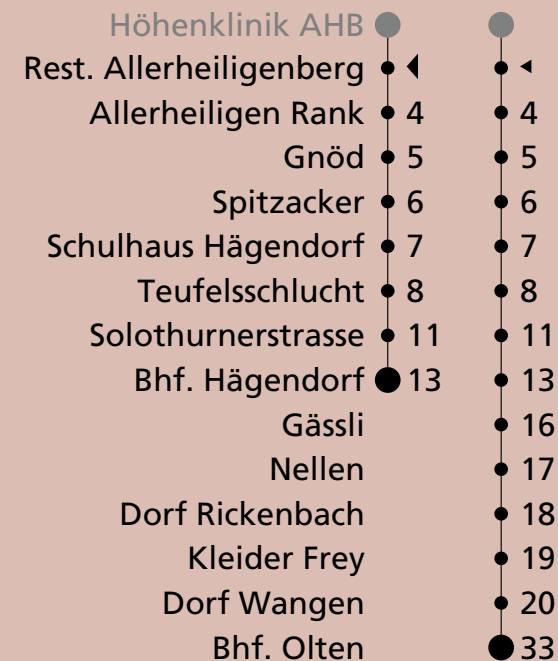 Höhenklinik AHB
Rest. Allerheiligenberg
Allerheiligen Rank 4 4
Gnöd 5 5
Spitzacker 6 6
Schulhaus Hägendorf 7 7
Teufelsschlucht 8 8
Solothurnerstrasse 11 11
Bhf. Hägendorf 13 13
Gässli 16
Nellen 17
Dorf Rickenbach 18
Kleider Frey 19
Dorf Wangen 20
Bhf. Olten 33